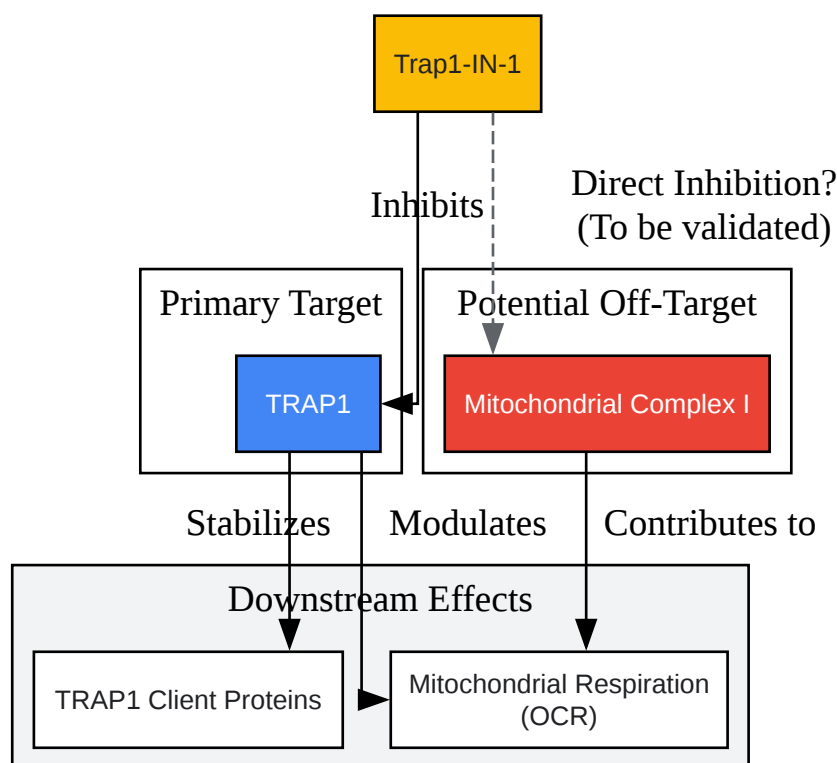 Trap1-IN-1
Inhibits
Direct Inhibition?
(To be validated)
Primary Target
Potential Off-Target
TRAP1
Mitochondrial Complex I
Stabilizes
Modulates
Contributes to
Downstream Effects
TRAP1 Client Proteins
Mitochondrial Respiration
(OCR)